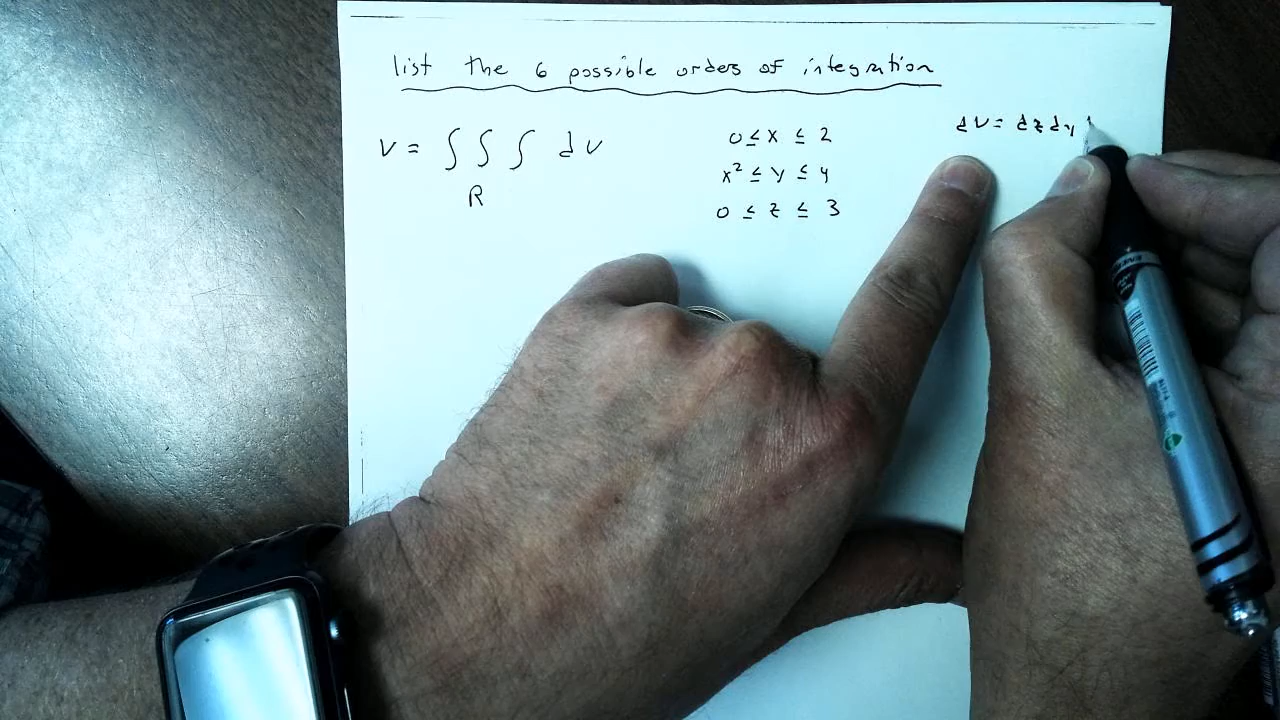 list the 6 possible orders of integration
V = ∫ ∫ ∫ dV
R
0 ≤ x ≤ 2
x² ≤ y ≤ 4
0 ≤ z ≤ 3
dV = dz dy